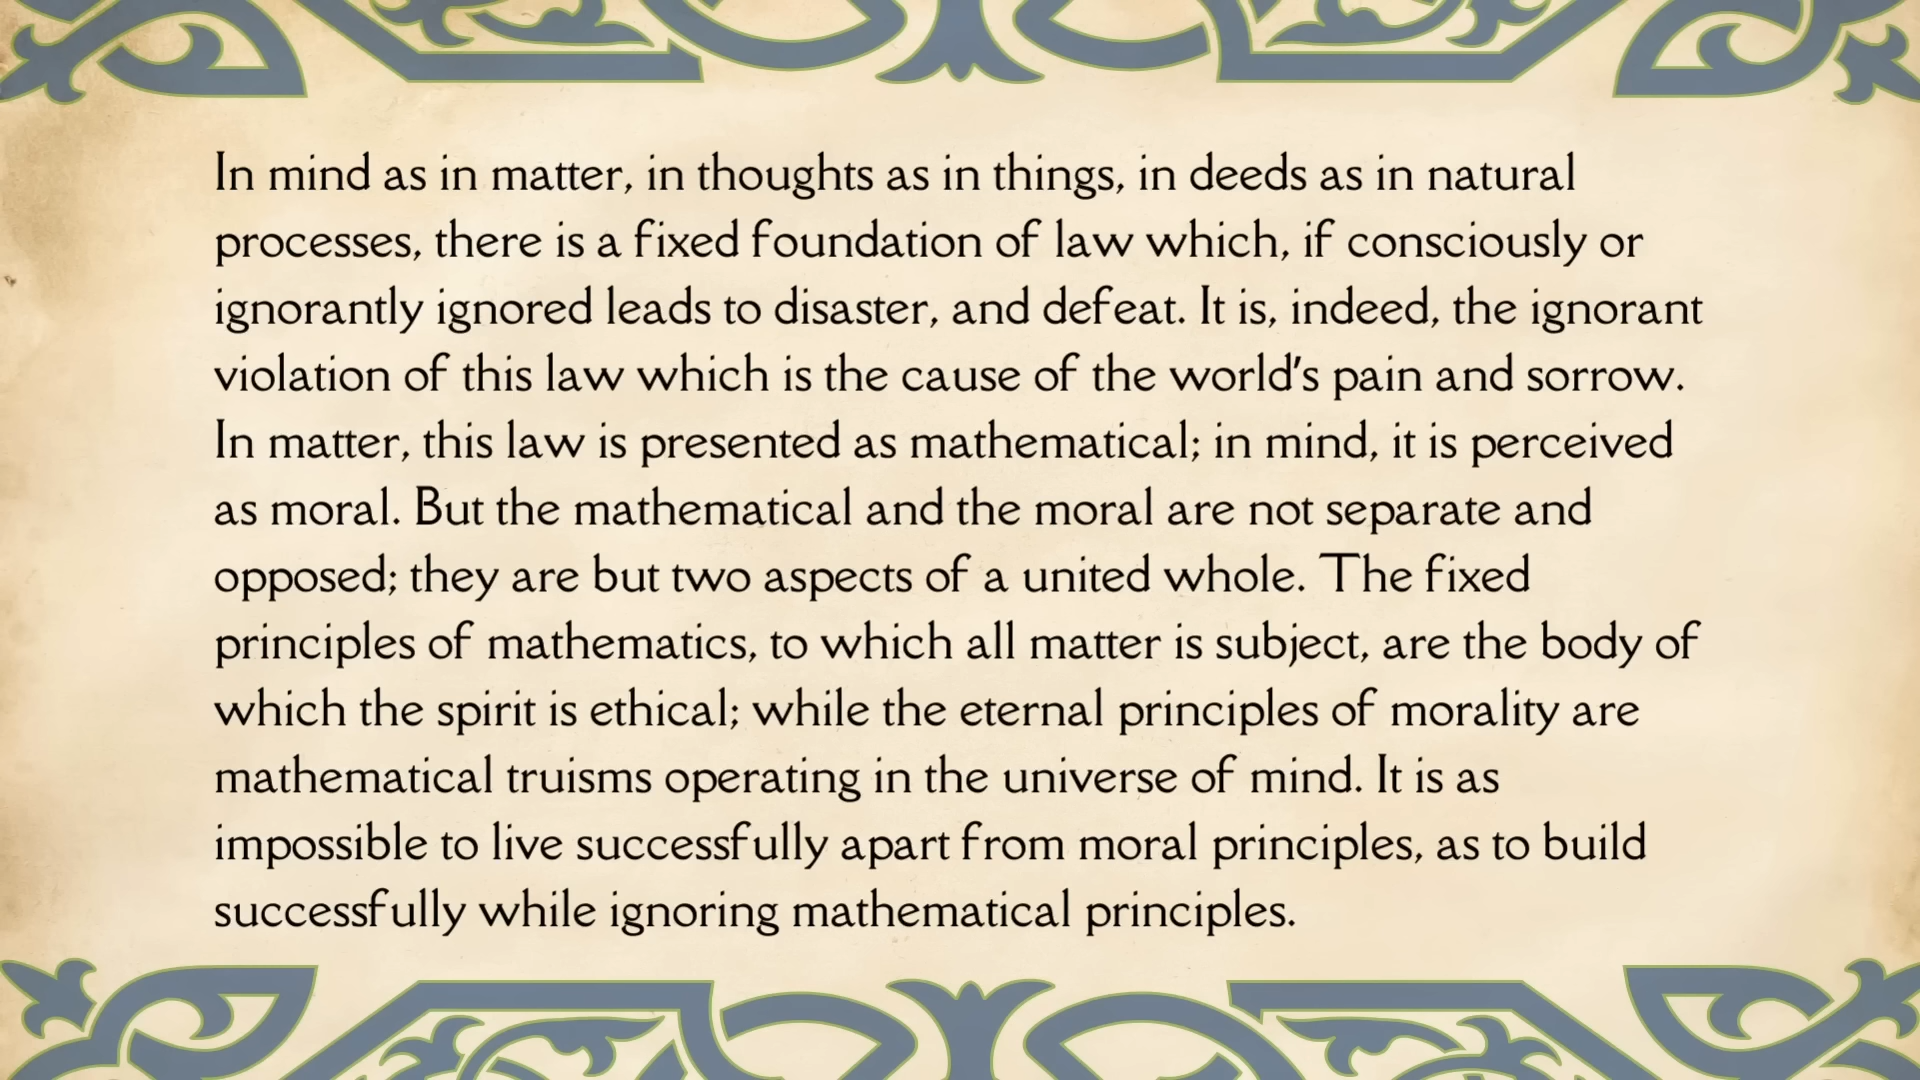 In mind as in matter, in thoughts as in things, in deeds as in natural
processes, there is a fixed foundation of law which, if consciously or
ignorantly ignored leads to disaster, and defeat. It is, indeed, the ignorant
violation of this law which is the cause of the world's pain and sorrow.
In matter, this law is presented as mathematical; in mind, it is perceived
as moral. But the mathematical and the moral are not separate and
opposed; they are but two aspects of a united whole. The fixed
principles of mathematics, to which all matter is subject, are the body of
which the spirit is ethical; while the eternal principles of morality are
mathematical truisms operating in the universe of mind. It is as
impossible to live successfully apart from moral principles, as to build
successfully while ignoring mathematical principles.